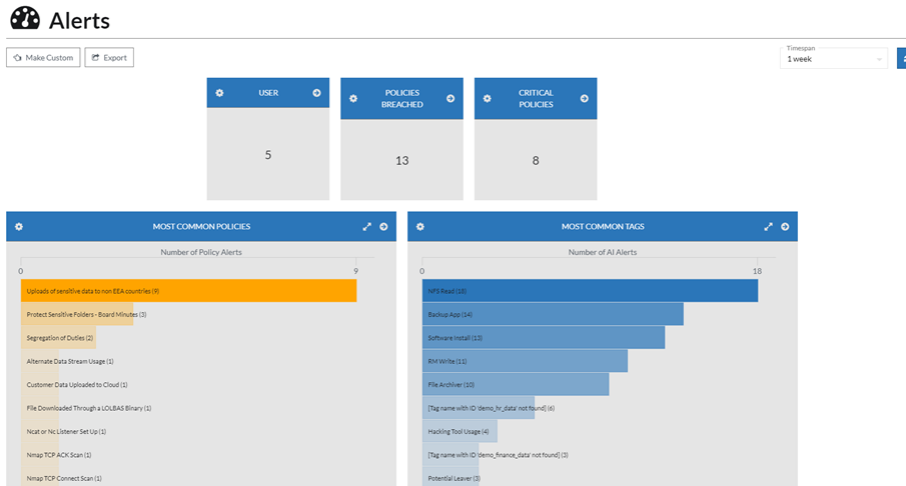 Alerts
Make Custom
Export
Timespan
1 week
USER
5
POLICIES
BREACHED
13
CRITICAL
POLICIES
8
MOST COMMON POLICIES
Number of Policy Alerts
0 9
Uploads of sensitive data to non EEA countries (9)
Protect Sensitive Folders - Board Minutes (3)
Segregation of Duties (2)
Alternate Data Stream Usage (1)
Customer Data Uploaded to Cloud (1)
File Downloaded Through a LOLBAS Binary (1)
Ncat or Nc Listener Set Up (1)
Nmap TCP ACK Scan (1)
Nmap TCP Connect Scan (1)
MOST COMMON TAGS
Number of AI Alerts
0 18
NFS Read (18)
Backup App (14)
Software Install (13)
RM Write (11)
File Archiver (10)
[Tag name with ID 'demo_hr_data' not found] (6)
Hacking Tool Usage (4)
[Tag name with ID 'demo_finance_data' not found] (3)
Potential Leaver (3)